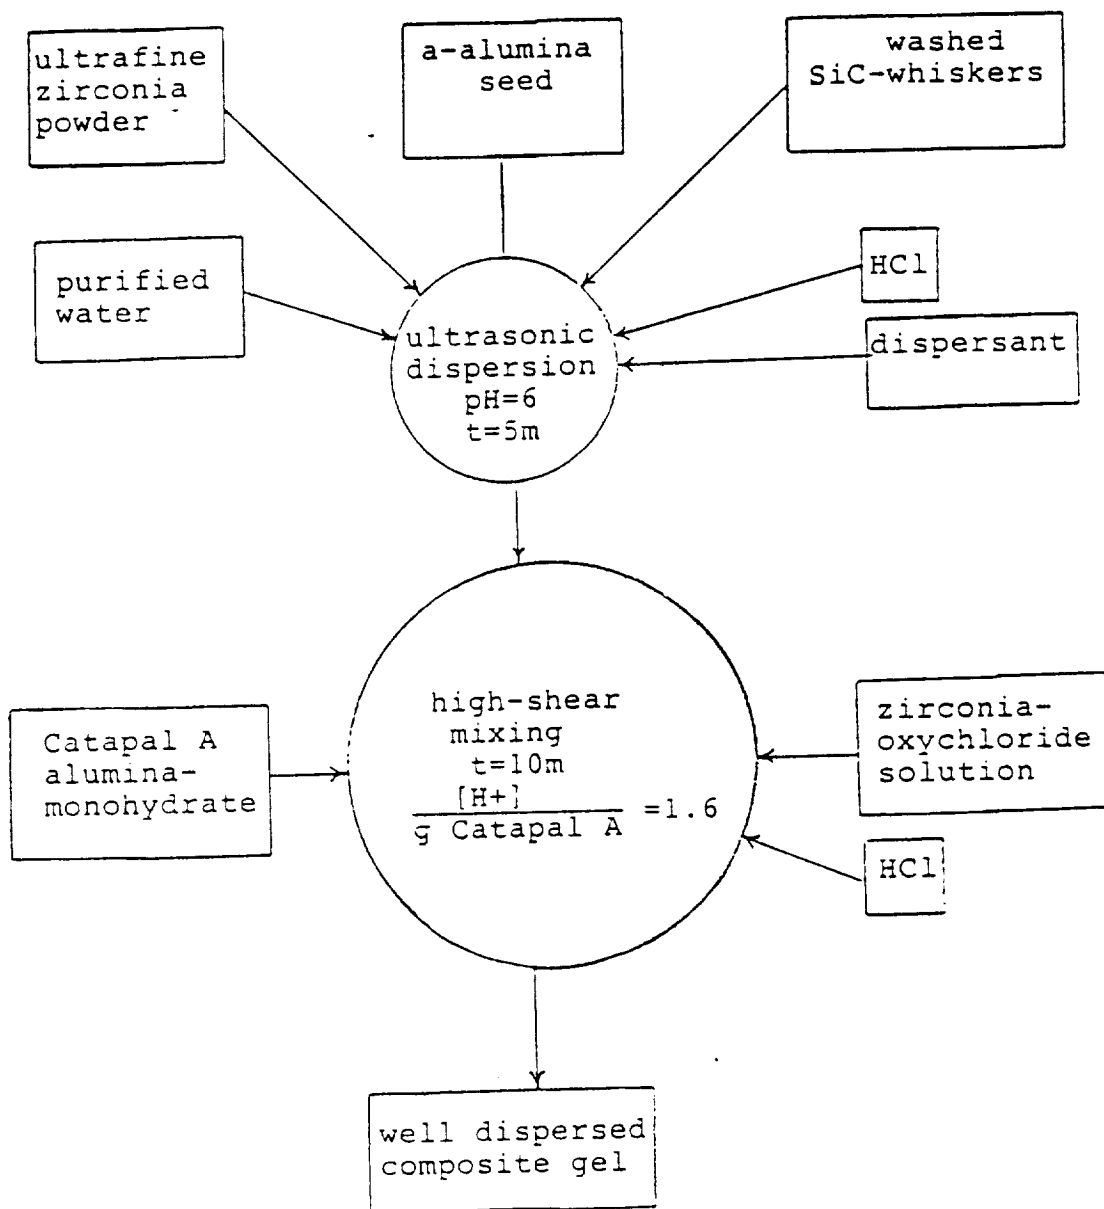 ultrafine
zirconia
powder
a-alumina
seed
washed
SiC-whiskers
purified
water
HCl
dispersant
ultrasonic
dispersion
pH=6
t=5m
high-shear
mixing
t=10m
[H+]
g Catapal A =1.6
Catapal A
alumina-
monohydrate
zirconia-
oxychloride
solution
HCl
well dispersed
composite gel